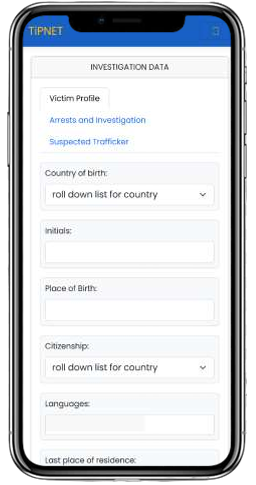 TIPNET
INVESTIGATION DATA
Victim Profile
Arrests and Investigation
Suspected Trafficker
Country of birth:
roll down list for country
Initials:
Place of Birth:
Citizenship:
roll down list for country
Languages:
Last place of residence: